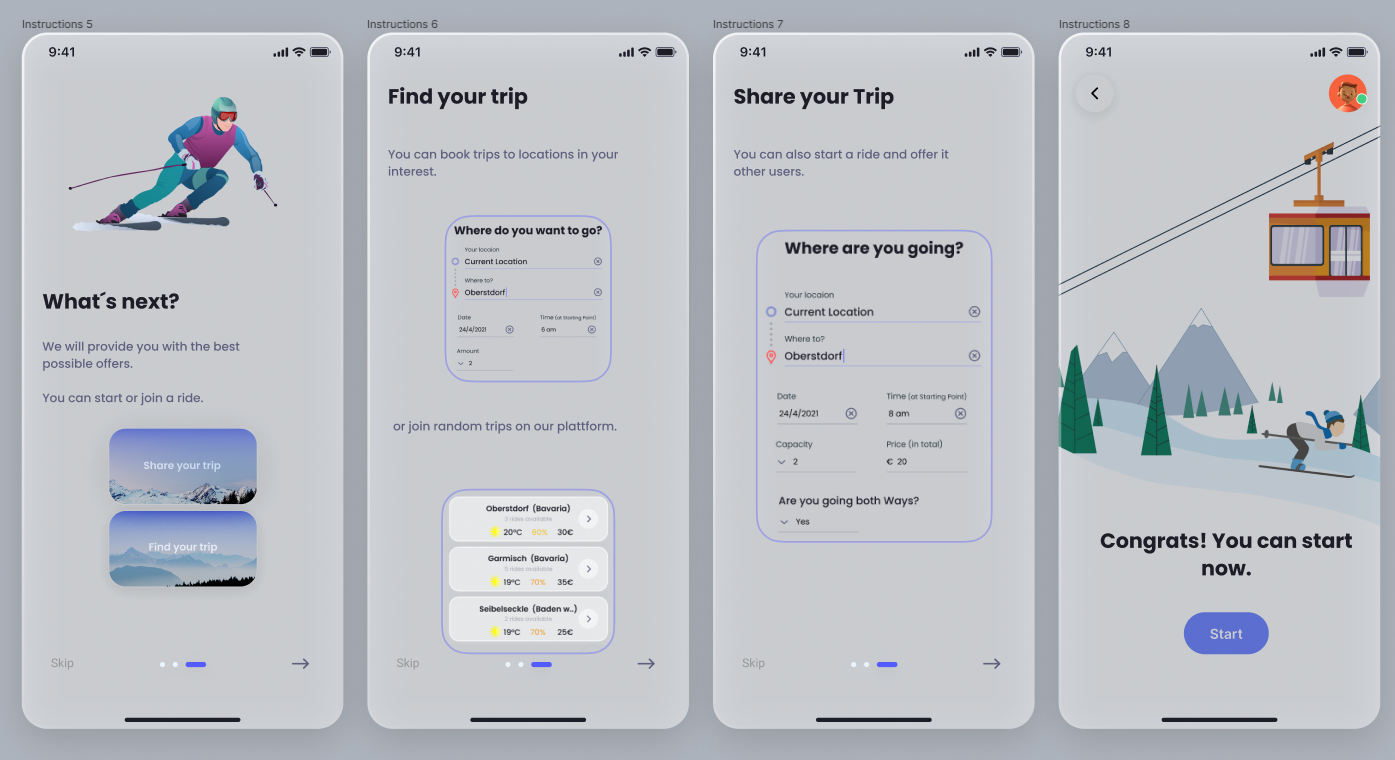 Instructions 5
9:41
What´s next?
We will provide you with the best
possible offers.
You can start or join a ride.
Share your trip
Find your trip
Skip
Instructions 6
9:41
Find your trip
You can book trips to locations in your
interest.
Where do you want to go?
Your locaion
Current Location
Where to?
Oberstdorf
Date
Time (at Starting Point)
24/4/2021
6 am
Amount
2
or join random trips on our plattform.
Oberstdorf (Bavaria)
3 rides available
20°C 60% 30€
Garmisch (Bavaria)
5 rides available
19°C 70% 35€
Seibelseckle (Baden w..)
2 rides available
19°C 70% 25€
Skip
Instructions 7
9:41
Share your Trip
You can also start a ride and offer it
other users.
Where are you going?
Your locaion
Current Location
Where to?
Oberstdorf
Date
Time (at Starting Point)
24/4/2021
8 am
Capacity
Price (in total)
2
€ 20
Are you going both Ways?
Yes
Skip
Instructions 8
9:41
Congrats! You can start
now.
Start